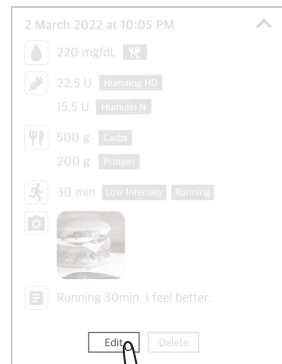 2 March 2022 at 10:05 PM
220 mg/dL
22.5 U Humalog HD
15.5 U Humulin N
500 g Carbs
200 g Protein
30 min Low Intensity Running
Running 30min. I feel better.
Edit Delete